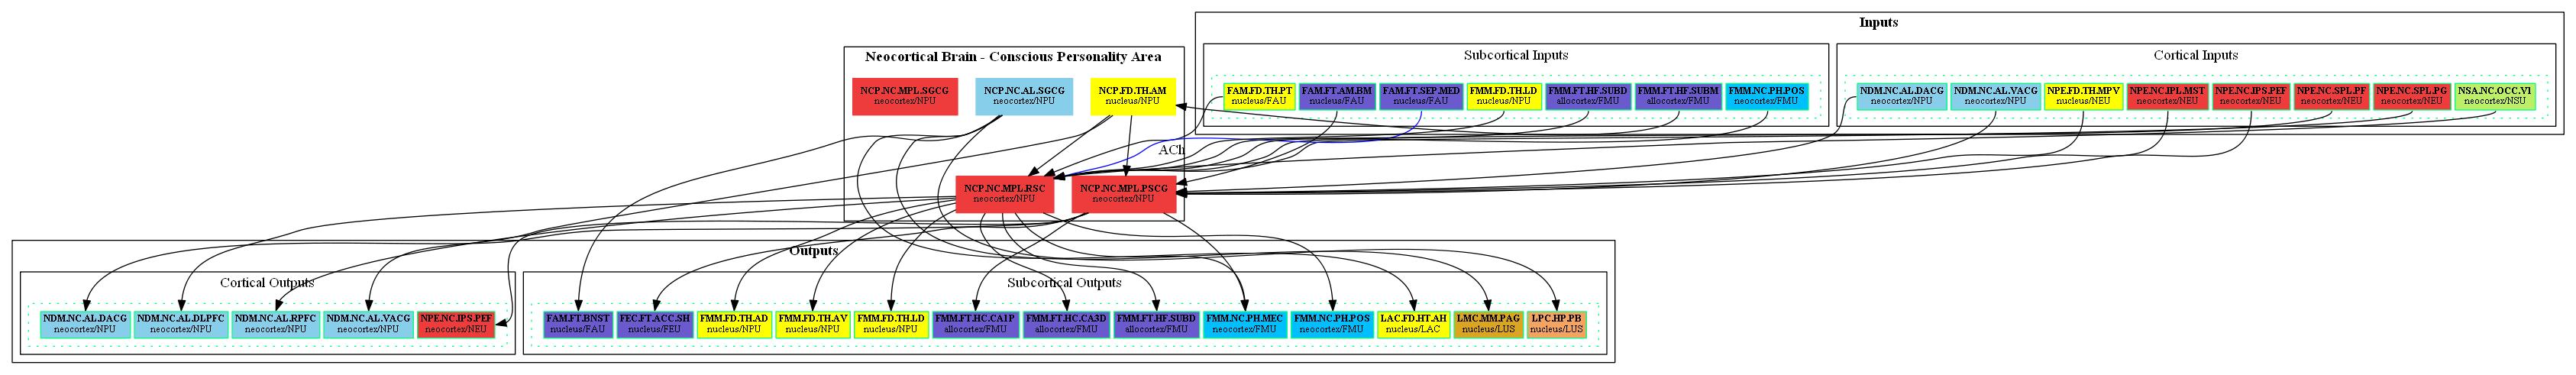 Inputs
Neocortical Brain - Conscious Personality Area
Subcortical Inputs
Cortical Inputs
NCP.NC.MPL.SGCG
neocortex/NPU
NCP.NC.AL.SGCG
neocortex/NPU
NCP.FD.TH.AM
nucleus/NPU
FAM.FD.TH.PT
nucleus/FAU
FAM.FT.AM.BM
nucleus/FAU
FAM.FT.SEP.MED
nucleus/FAU
FMM.FD.TH.LD
nucleus/NPU
FMM.FT.HF.SUBD
allocortex/FMU
FMM.FT.HF.SUBM
allocortex/FMU
FMM.NC.PH.POS
neocortex/FMU
NDM.NC.AL.DACG
neocortex/NPU
NDM.NC.AL.VACG
neocortex/NPU
NPE.FD.TH.MPV
nucleus/NEU
NPE.NC.IPL.MST
neocortex/NEU
NPE.NC.IPS.PEF
neocortex/NEU
NPE.NC.SPL.PF
neocortex/NEU
NPE.NC.SPL.PG
neocortex/NEU
NSA.NC.OCC.V1
neocortex/NSU
ACh
NCP.NC.MPL.RSC
neocortex/NPU
NCP.NC.MPL.PSCG
neocortex/NPU
Outputs
Cortical Outputs
Subcortical Outputs
NDM.NC.AL.DACG
neocortex/NPU
NDM.NC.AL.DLPFC
neocortex/NPU
NDM.NC.AL.RPFC
neocortex/NPU
NDM.NC.AL.VACG
neocortex/NPU
NPE.NC.IPS.PEF
neocortex/NEU
FAM.FT.BNST
nucleus/FAU
FEC.FT.ACC.SH
nucleus/FEU
FMM.FD.TH.AD
nucleus/NPU
FMM.FD.TH.AV
nucleus/NPU
FMM.FD.TH.LD
nucleus/NPU
FMM.FT.HC.CA1P
allocortex/FMU
FMM.FT.HC.CA3D
allocortex/FMU
FMM.FT.HF.SUBD
allocortex/FMU
FMM.NC.PH.MEC
neocortex/FMU
FMM.NC.PH.POS
neocortex/FMU
LAC.FD.HT.AH
nucleus/LAC
LMC.MM.PAG
nucleus/LUS
LPC.HP.PB
nucleus/LUS